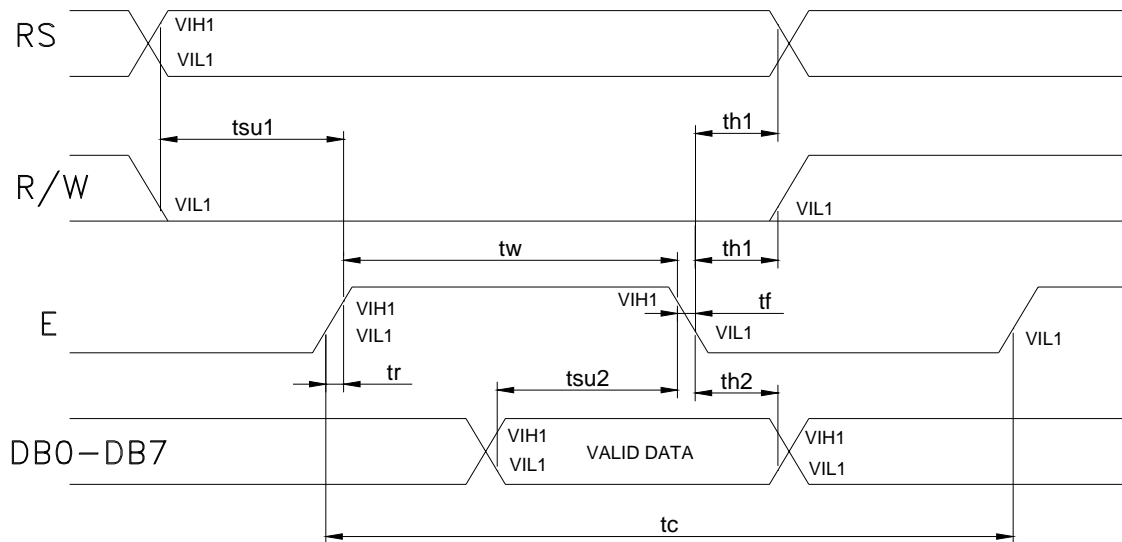 RS
VIH1
VIL1
tsu1
th1
R/W
VIL1
VIL1
tw
th1
E
VIH1
VIL1
VIH1
tf
VIL1
VIL1
tr
tsu2
th2
DB0-DB7
VIH1
VIL1
VALID DATA
VIH1
VIL1
tc